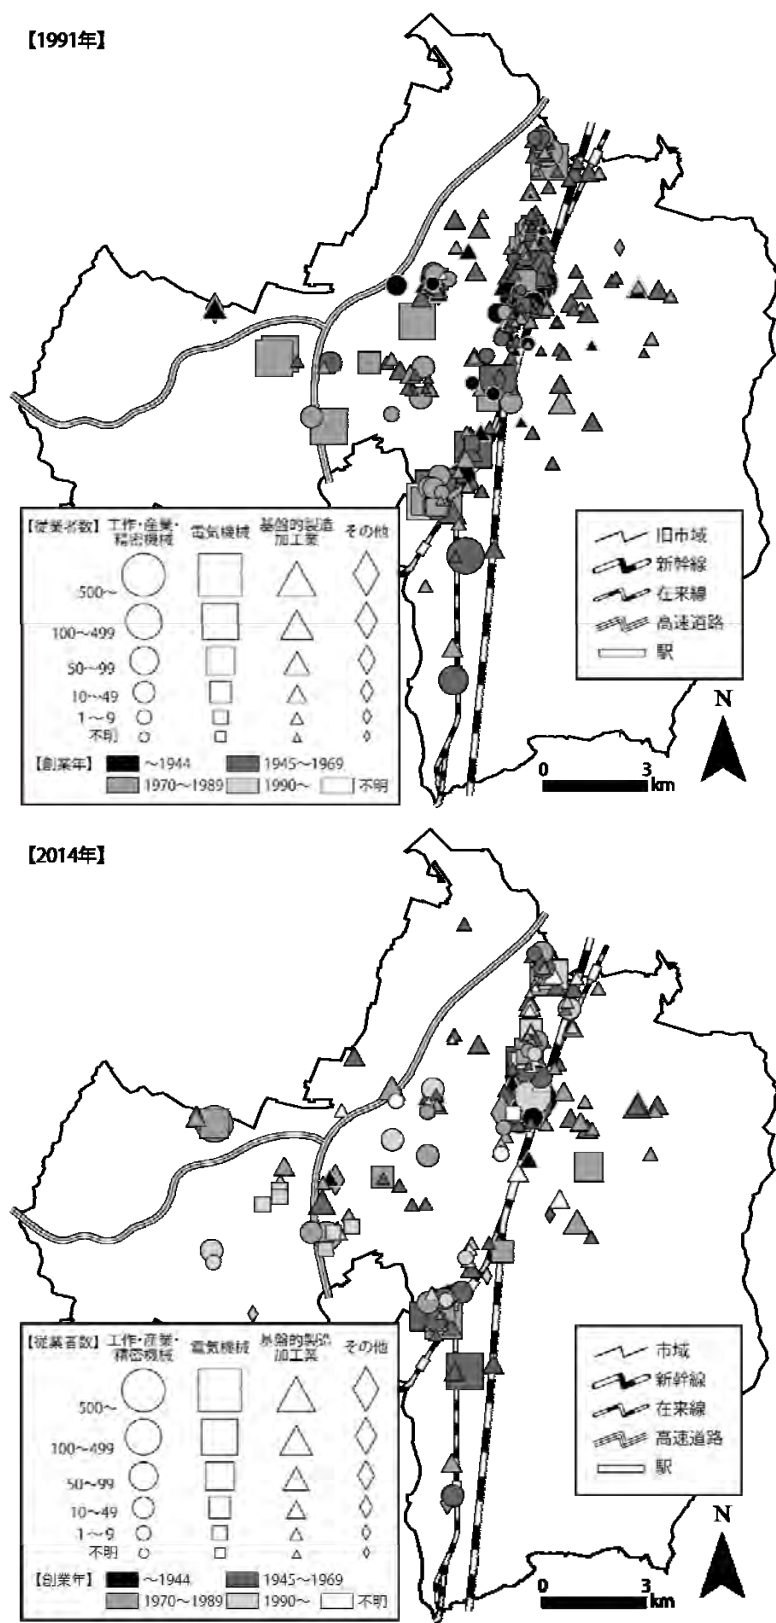 【1991年】
【従業者数】 工作・産業・精密機械 電気機械 基盤的製造加工業 その他
500〜
100〜499
50〜99
10〜49
1〜9
不明
【創業年】 〜1944 1945〜1969
1970〜1989 1990〜 不明
旧市域
新幹線
在来線
高速道路
駅
N
0 3
km
【2014年】
【従業者数】 工作・産業・精密機械 電気機械 基盤的製造加工業 その他
500〜
100〜499
50〜99
10〜49
1〜9
不明
【創業年】 〜1944 1945〜1969
1970〜1989 1990〜 不明
市域
新幹線
在来線
高速道路
駅
N
0 3
km